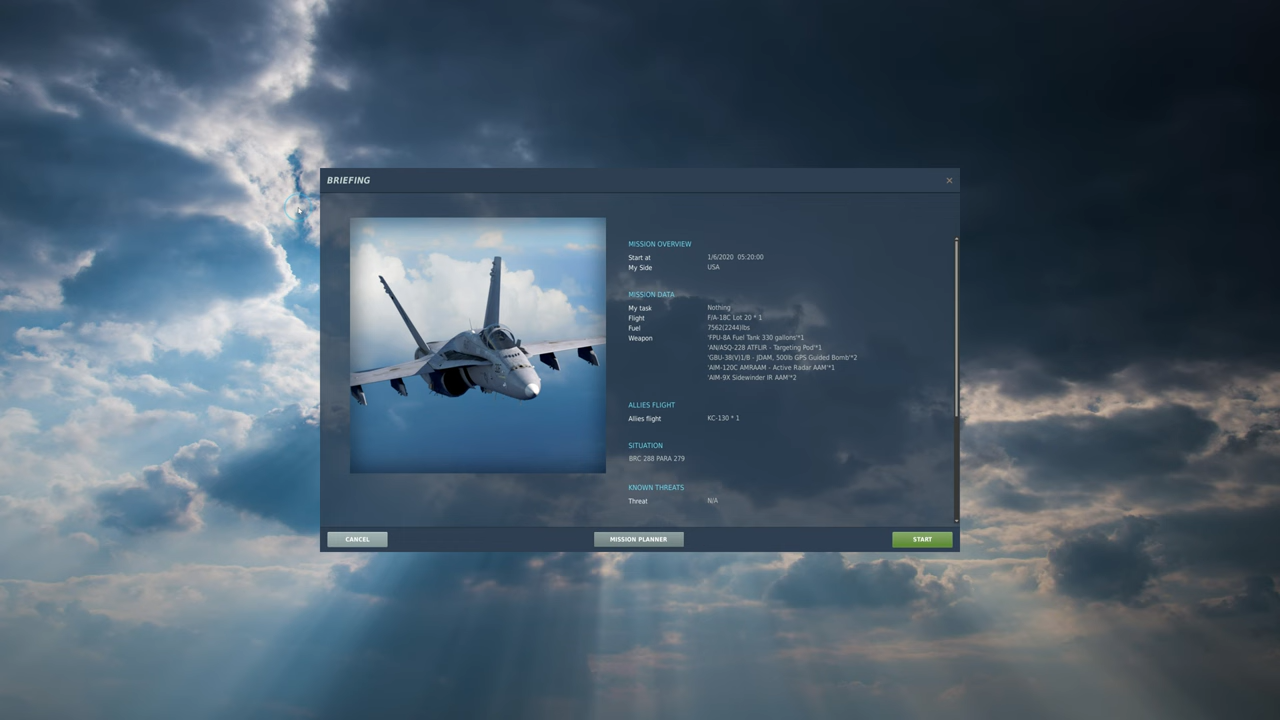 BRIEFING
MISSION OVERVIEW
Start at 1/6/2020 05:20:00
My Side USA
MISSION DATA
My task Nothing
Flight F/A-18C Lot 20 * 1
Fuel 7562(2244)lbs
Weapon 'FPU-8A Fuel Tank 330 gallons'*1
'AN/ASQ-228 ATFLIR - Targeting Pod'*1
'GBU-38(V)1/B - JDAM, 500lb GPS Guided Bomb'*2
'AIM-120C AMRAAM - Active Radar AAM'*1
'AIM-9X Sidewinder IR AAM'*2
ALLIES FLIGHT
Allies flight KC-130 * 1
SITUATION
BRC 288 PARA 279
KNOWN THREATS
Threat N/A
CANCEL
MISSION PLANNER
START